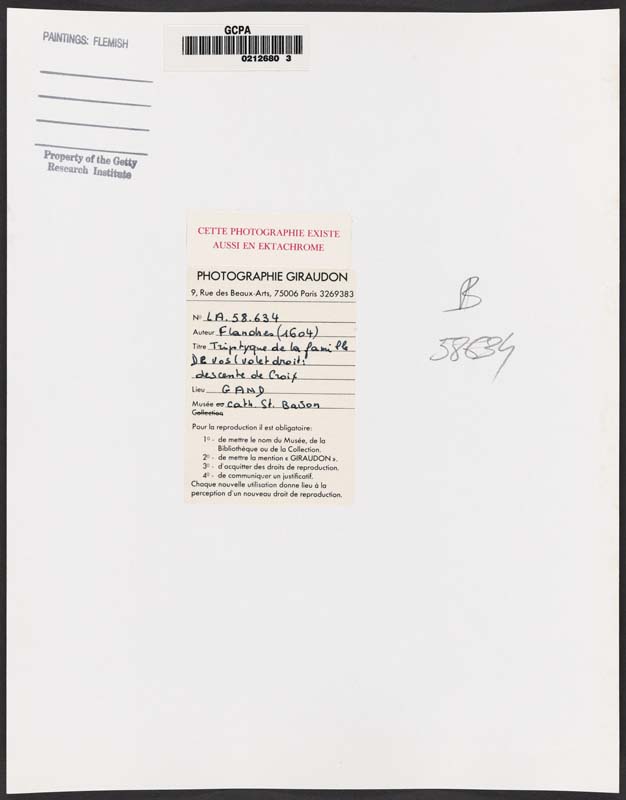 PAINTINGS: FLEMISH
GCPA
0212680 3
Property of the Getty
Research Institute
CETTE PHOTOGRAPHIE EXISTE
AUSSI EN EKTACHROME
PHOTOGRAPHIE GIRAUDON
9, Rue des Beaux-Arts, 75006 Paris 3269383
No LA.58.634
Auteur Flandres (1604)
Titre Triptyque de la famille
De Vos (volet droit:
descente de Croix
Lieu GAND
Musée ou cath. St. Bavon
Collection
Pour la reproduction il est obligatoire:
1o - de mettre le nom du Musée, de la
Bibliothèque ou de la Collection.
2o - de mettre la mention « GIRAUDON ».
3o - d'acquitter des droits de reproduction.
4o - de communiquer un justificatif.
Chaque nouvelle utilisation donne lieu à la
perception d'un nouveau droit de reproduction.
B
58634